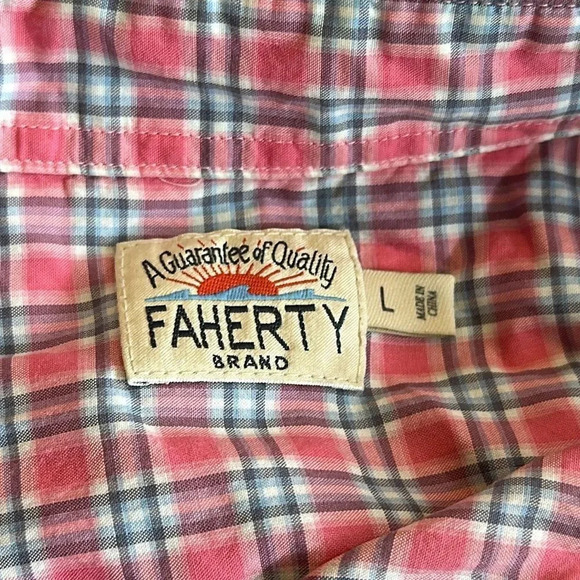 A Guarantee of Quality
FAHERTY
BRAND
L
MADE IN
CHINA